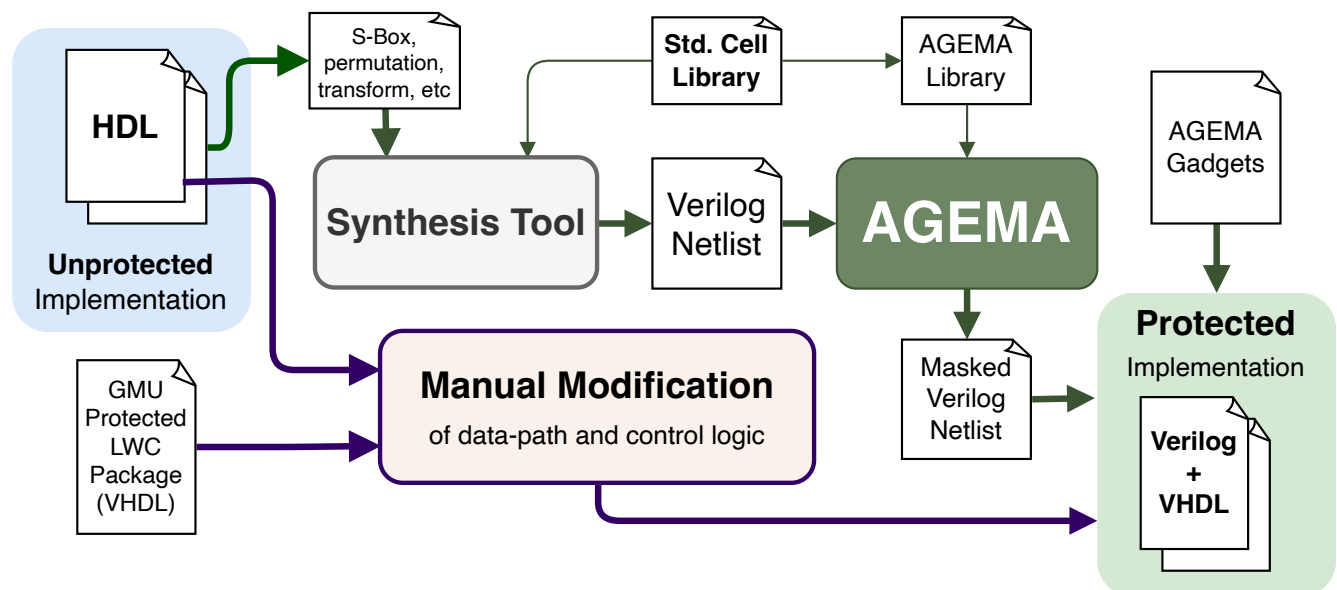 HDL
Unprotected
Implementation
S-Box,
permutation,
transform, etc
Std. Cell
Library
AGEMA
Library
AGEMA
Gadgets
Synthesis Tool
Verilog
Netlist
AGEMA
GMU
Protected
LWC
Package
(VHDL)
Manual Modification
of data-path and control logic
Masked
Verilog
Netlist
Protected
Implementation
Verilog
+
VHDL